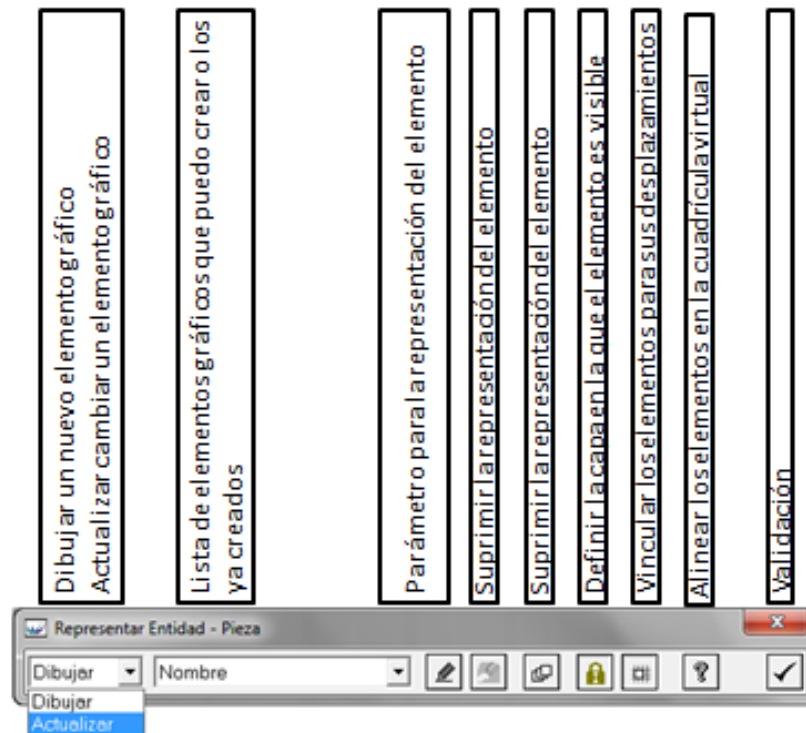 Dibujar un nuevo elemento gráfico
Actualizar cambiar un elemento gráfico
Lista de elementos gráficos que puedo crear o los
ya creados
Parámetro para la representación del elemento
Suprimir la representación del elemento
Suprimir la representación del elemento
Definir la capa en la que el elemento es visible
Vincular los elementos para sus desplazamientos
Alinear los elementos en la cuadrícula virtual
Validación
Representar Entidad - Pieza
Dibujar
Nombre
Dibujar
Actualizar